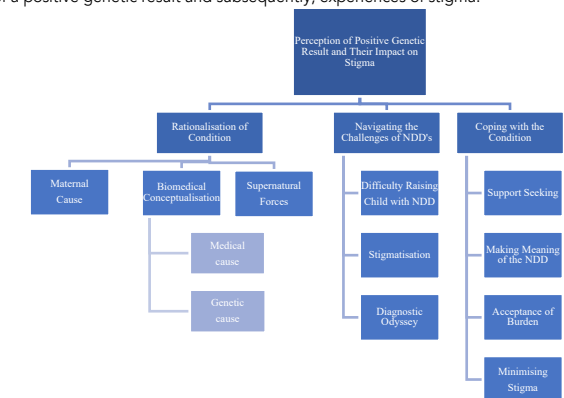 of a positive genetic result and subsequently, experiences of stigma.
Perception of Positive Genetic
Result and Their Impact on
Stigma
Rationalisation of
Condition
Navigating the
Challenges of NDD's
Coping with the
Condition
Maternal
Cause
Biomedical
Conceptualisation
Supernatural
Forces
Medical
cause
Genetic
cause
Difficulty Raising
Child with NDD
Stigmatisation
Diagnostic
Odyssey
Support Seeking
Making Meaning
of the NDD
Acceptance of
Burden
Minimising
Stigma